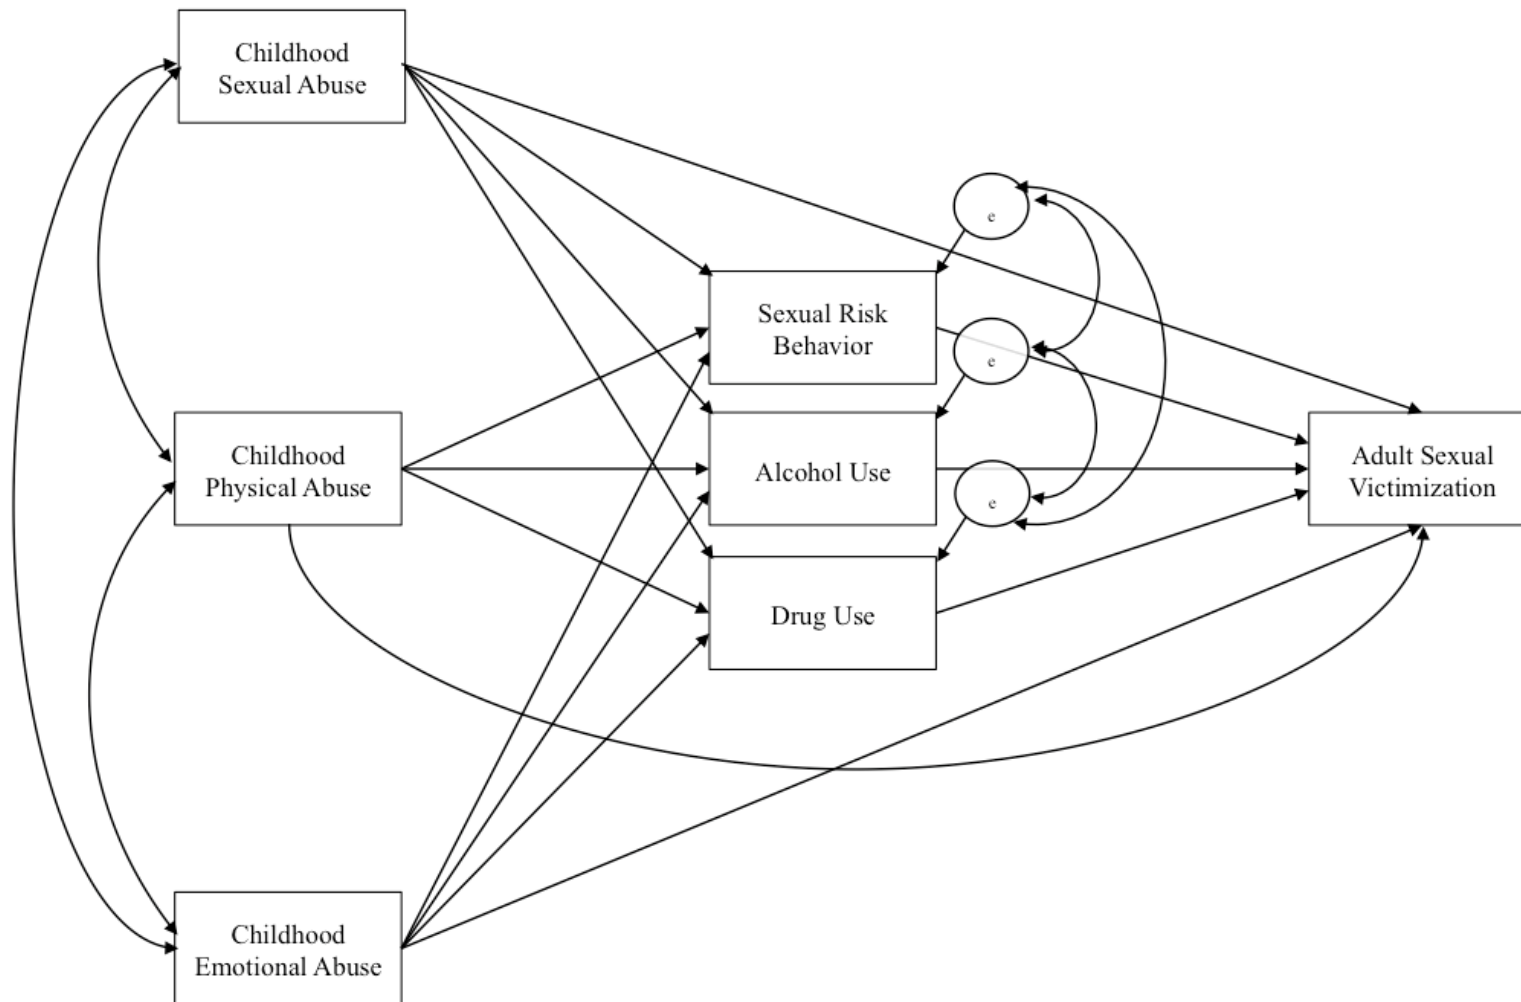 Childhood
Sexual Abuse
e
Sexual Risk
Behavior
e
Childhood
Physical Abuse
Alcohol Use
Adult Sexual
Victimization
e
Drug Use
Childhood
Emotional Abuse